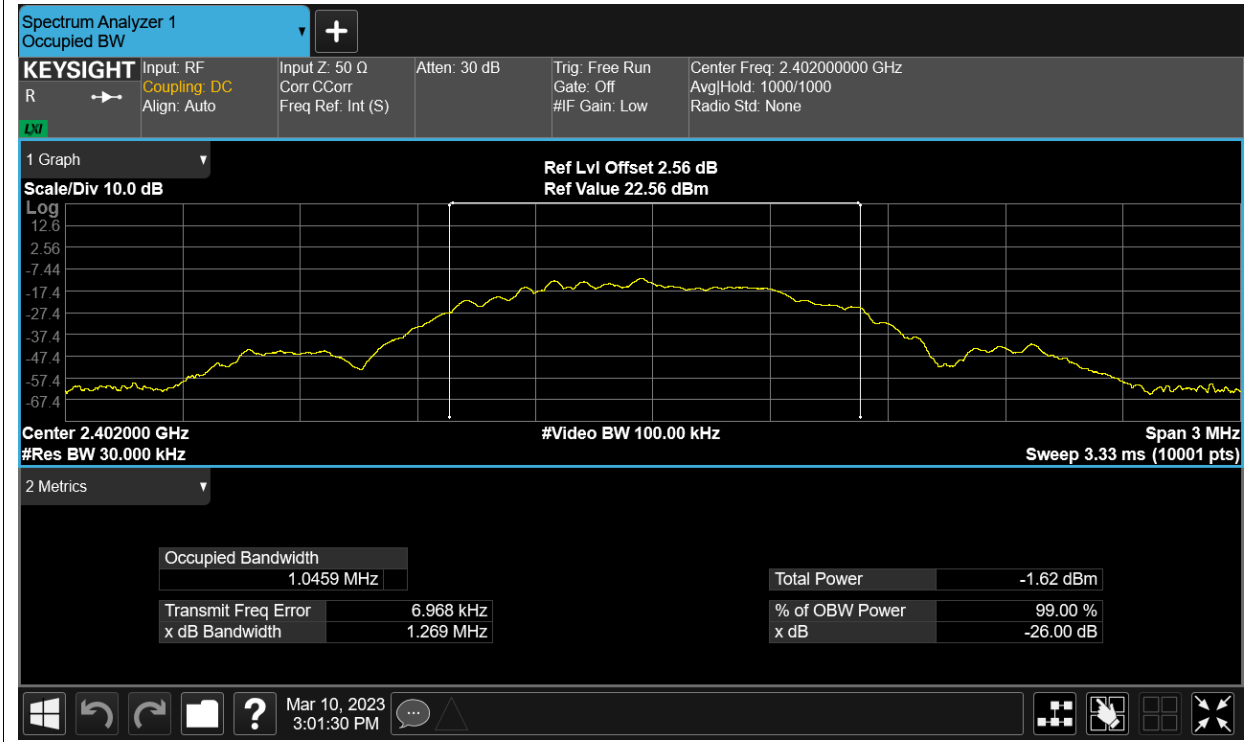 Spectrum Analyzer 1
Occupied BW
+
KEYSIGHT Input: RF Input Z: 50 Ω Atten: 30 dB Trig: Free Run Center Freq: 2.402000000 GHz
R Coupling: DC Corr CCorr Gate: Off Avg|Hold: 1000/1000
Align: Auto Freq Ref: Int (S) #IF Gain: Low Radio Std: None
LXI
1 Graph
Ref Lvl Offset 2.56 dB
Scale/Div 10.0 dB Ref Value 22.56 dBm
Log
12.6
2.56
-7.44
-17.4
-27.4
-37.4
-47.4
-57.4
-67.4
Center 2.402000 GHz #Video BW 100.00 kHz Span 3 MHz
#Res BW 30.000 kHz Sweep 3.33 ms (10001 pts)
2 Metrics
Occupied Bandwidth
1.0459 MHz Total Power -1.62 dBm
Transmit Freq Error 6.968 kHz % of OBW Power 99.00 %
x dB Bandwidth 1.269 MHz x dB -26.00 dB
? Mar 10, 2023
3:01:30 PM